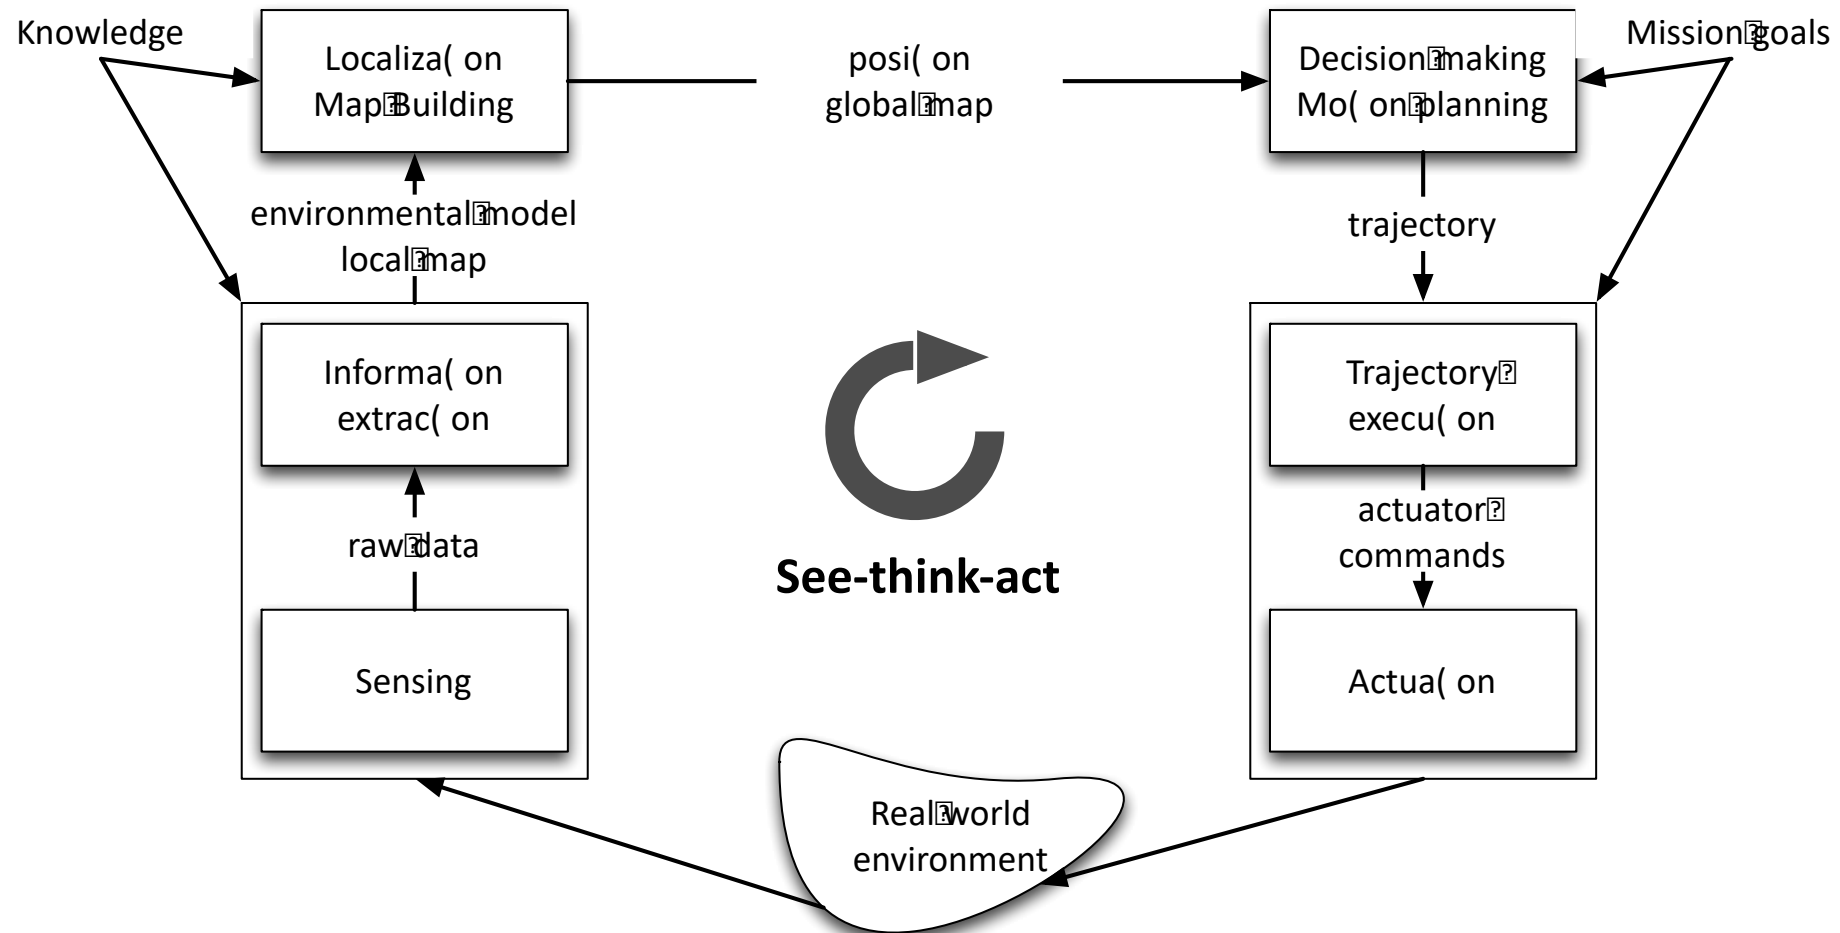 Knowledge
Localiza( on
Map�Building
posi( on
global�map
Decision�making
Mo( on�planning
Mission�goals
environmental�model
local�map
trajectory
Informa( on
extrac( on
Trajectory�
execu( on
raw�data
actuator�
commands
See-think-act
Sensing
Actua( on
Real�world
environment